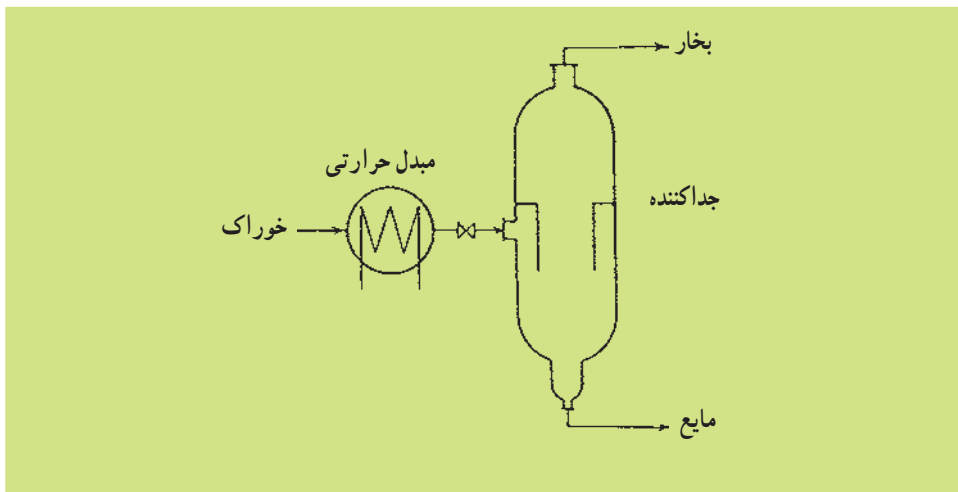 بخار
مبدل حرارتی
جداکننده
خوراک
مایع